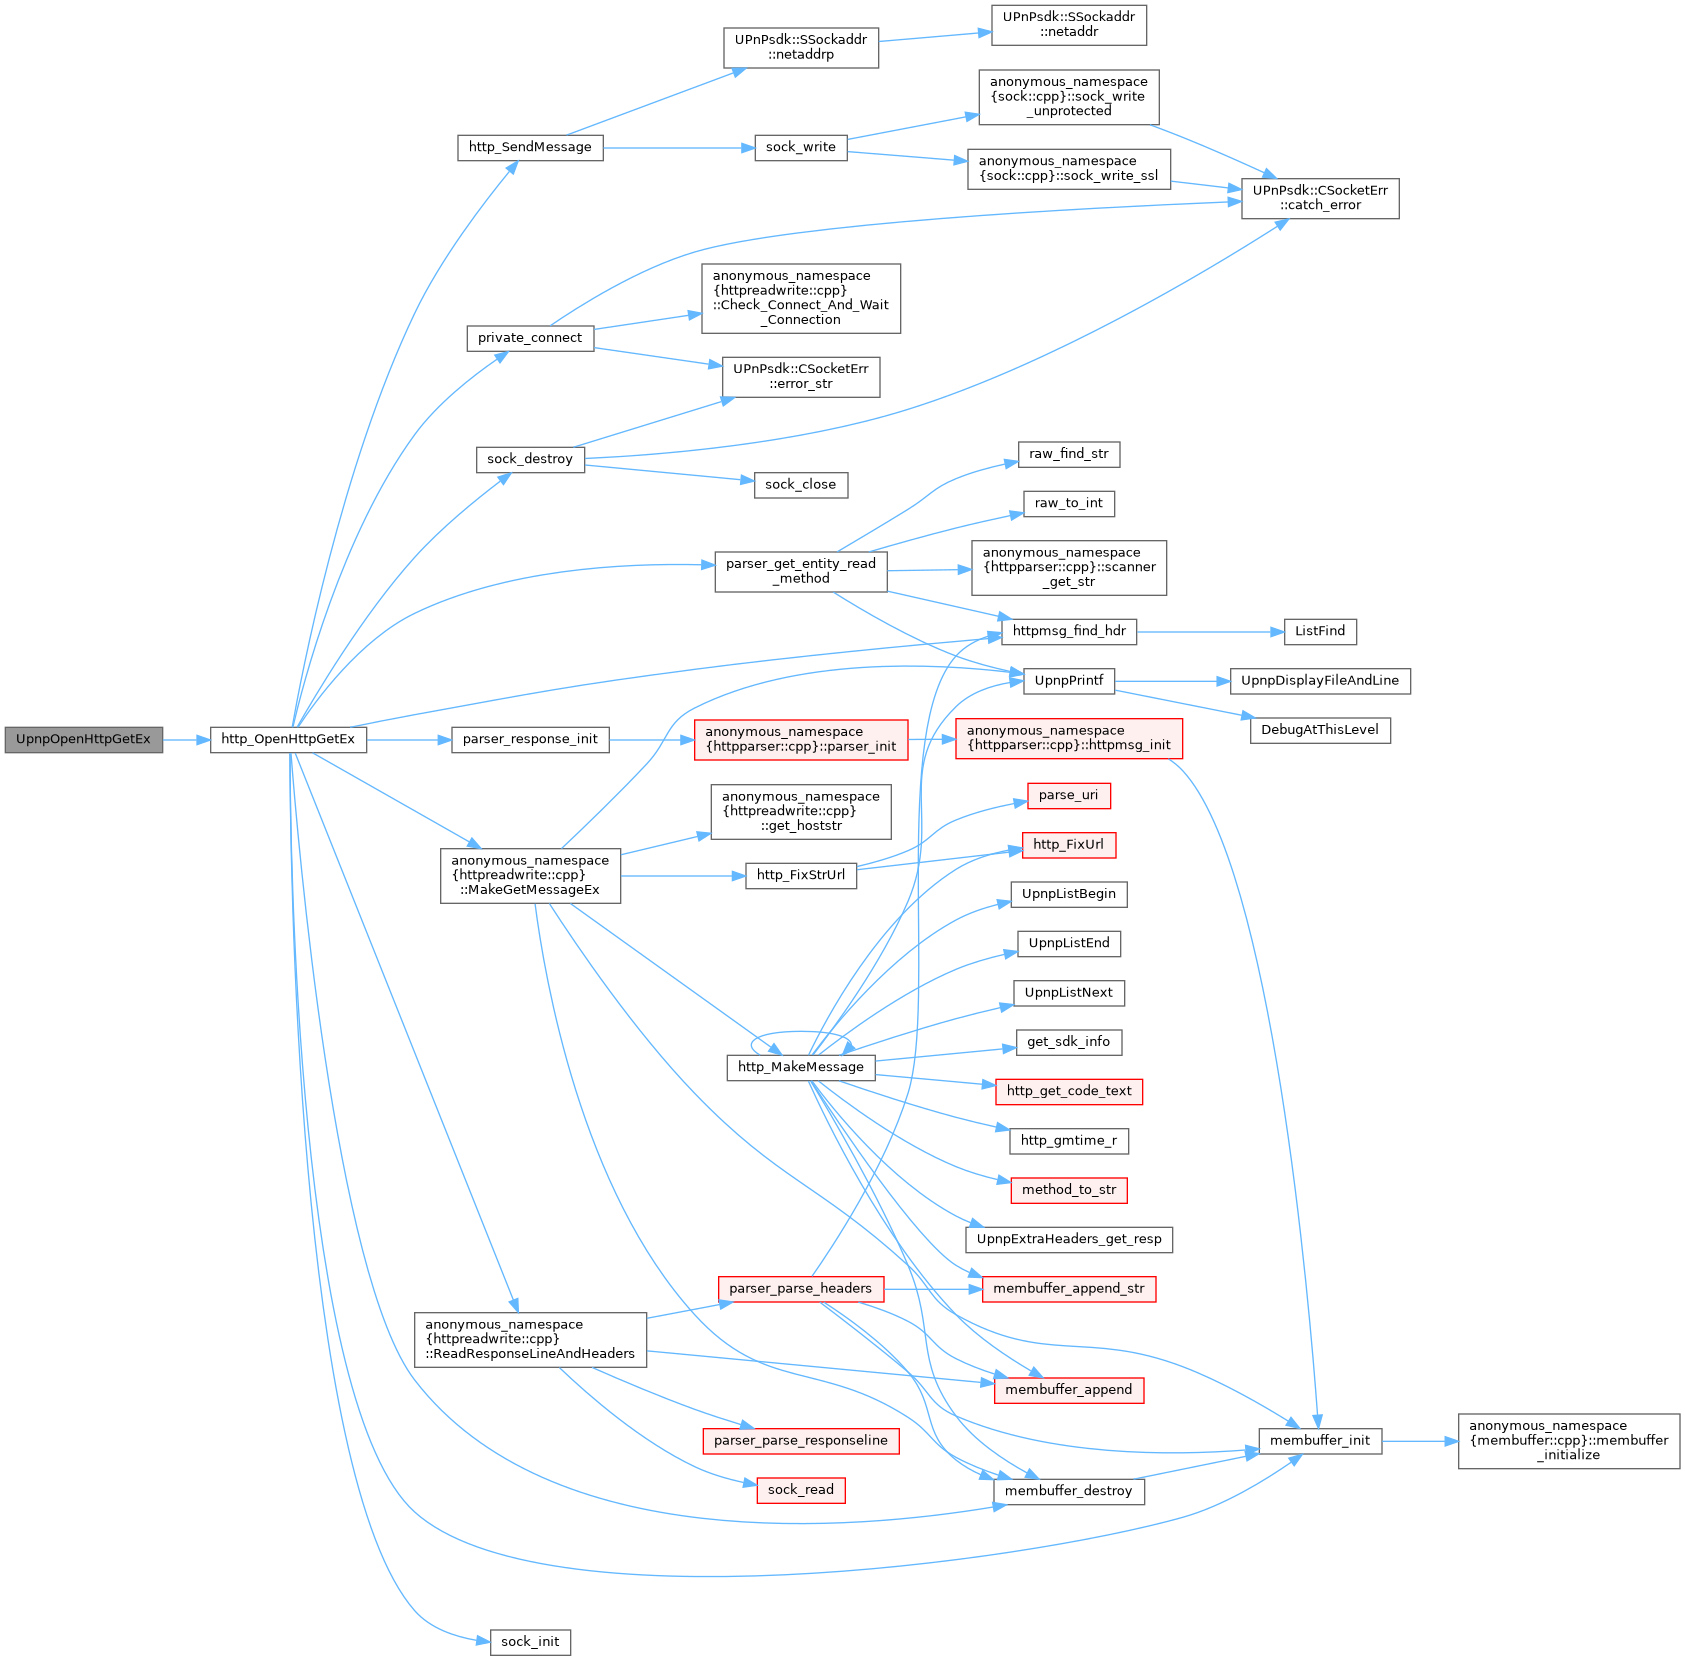 UPnPsdk::SSockaddr
::netaddr
UPnPsdk::SSockaddr
::netaddrp
anonymous_namespace
{sock::cpp}::sock_write
_unprotected
http_SendMessage
sock_write
anonymous_namespace
{sock::cpp}::sock_write_ssl
UPnPsdk::CSocketErr
::catch_error
anonymous_namespace
{httpreadwrite::cpp}
::Check_Connect_And_Wait
_Connection
private_connect
UPnPsdk::CSocketErr
::error_str
raw_find_str
sock_destroy
sock_close
raw_to_int
parser_get_entity_read
_method
anonymous_namespace
{httpparser::cpp}::scanner
_get_str
httpmsg_find_hdr
ListFind
UpnpPrintf
UpnpDisplayFileAndLine
DebugAtThisLevel
UpnpOpenHttpGetEx
http_OpenHttpGetEx
parser_response_init
anonymous_namespace
{httpparser::cpp}::parser_init
anonymous_namespace
{httpparser::cpp}::httpmsg_init
parse_uri
anonymous_namespace
{httpreadwrite::cpp}
::get_hoststr
http_FixUrl
anonymous_namespace
{httpreadwrite::cpp}
::MakeGetMessageEx
http_FixStrUrl
UpnpListBegin
UpnpListEnd
UpnpListNext
get_sdk_info
http_MakeMessage
http_get_code_text
http_gmtime_r
method_to_str
UpnpExtraHeaders_get_resp
parser_parse_headers
membuffer_append_str
anonymous_namespace
{httpreadwrite::cpp}
::ReadResponseLineAndHeaders
membuffer_append
parser_parse_responseline
membuffer_init
anonymous_namespace
{membuffer::cpp}::membuffer
_initialize
sock_read
membuffer_destroy
sock_init